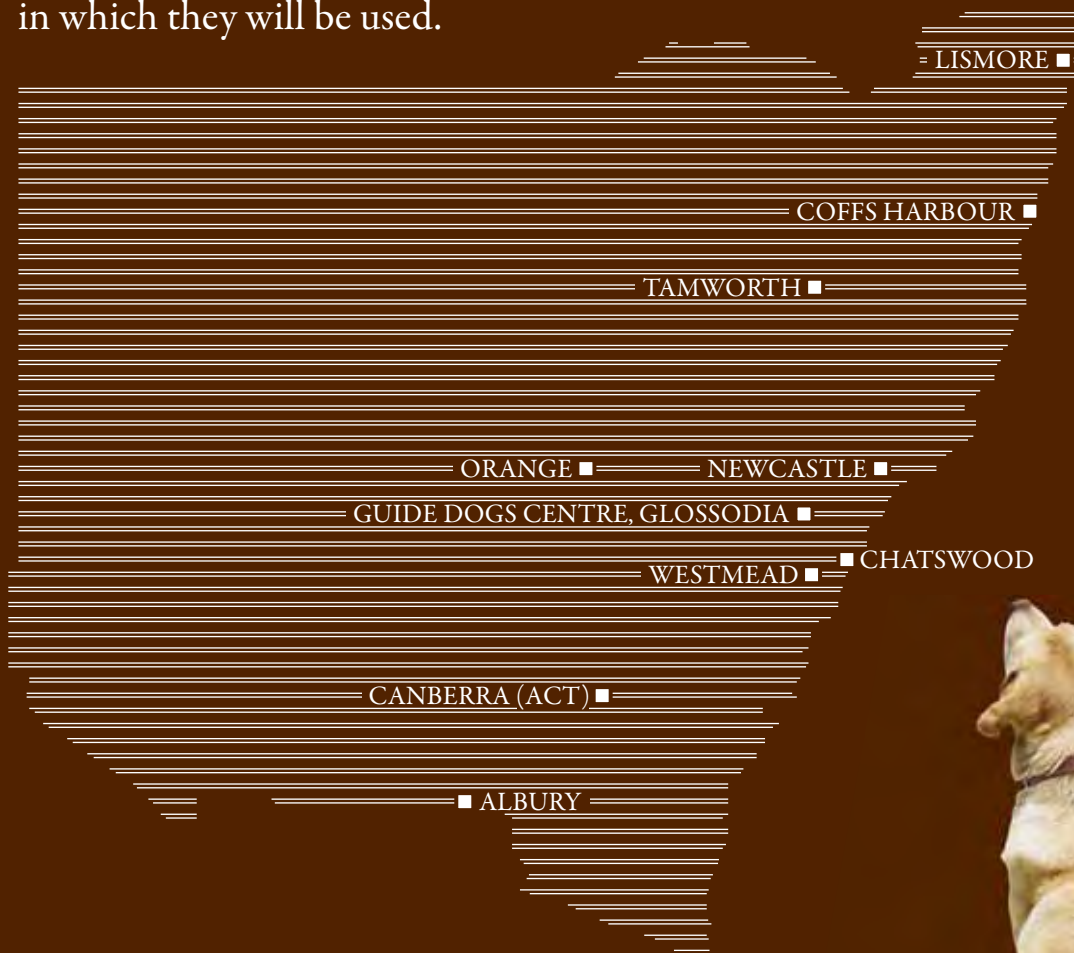 in which they will be used.
LISMORE
COFFS HARBOUR
TAMWORTH
ORANGE NEWCASTLE
GUIDE DOGS CENTRE, GLOSSODIA
CHATSWOOD
WESTMEAD
CANBERRA (ACT)
ALBURY